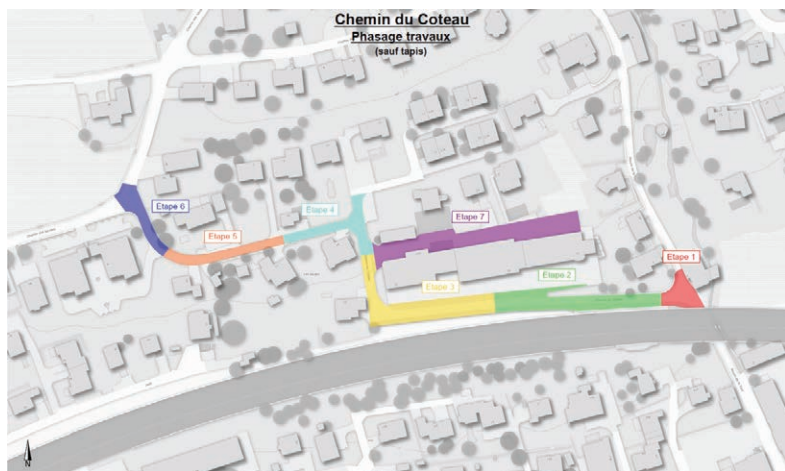 Chemin du Coteau
Phasage travaux
(sauf tapis)
Etape 6
Etape 5
Etape 4
Etape 7
Etape 1
Etape 2
Etape 3
N